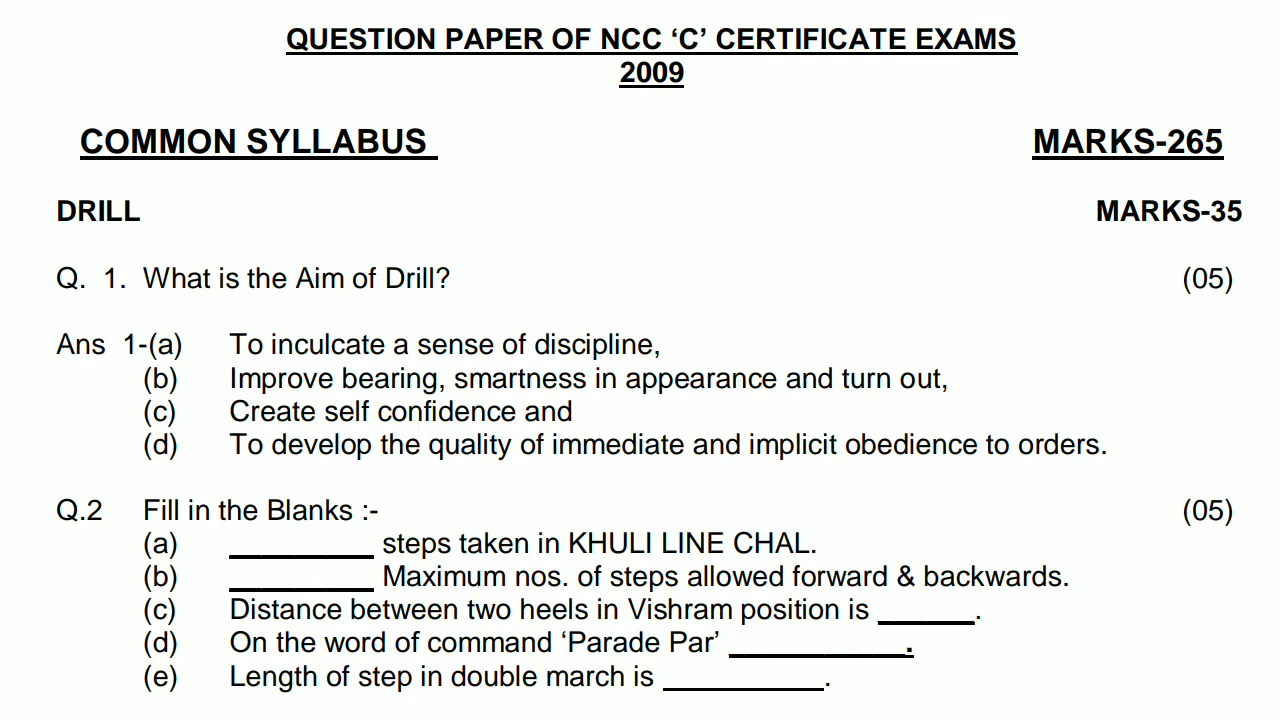 QUESTION PAPER OF NCC ‘C’ CERTIFICATE EXAMS
2009
COMMON SYLLABUS MARKS-265
DRILL MARKS-35
Q. 1. What is the Aim of Drill? (05)
Ans 1-(a) To inculcate a sense of discipline,
(b) Improve bearing, smartness in appearance and turn out,
(c) Create self confidence and
(d) To develop the quality of immediate and implicit obedience to orders.
Q.2 Fill in the Blanks :- (05)
(a) _________ steps taken in KHULI LINE CHAL.
(b) _________ Maximum nos. of steps allowed forward & backwards.
(c) Distance between two heels in Vishram position is ______.
(d) On the word of command ‘Parade Par’ ___________.
(e) Length of step in double march is __________.